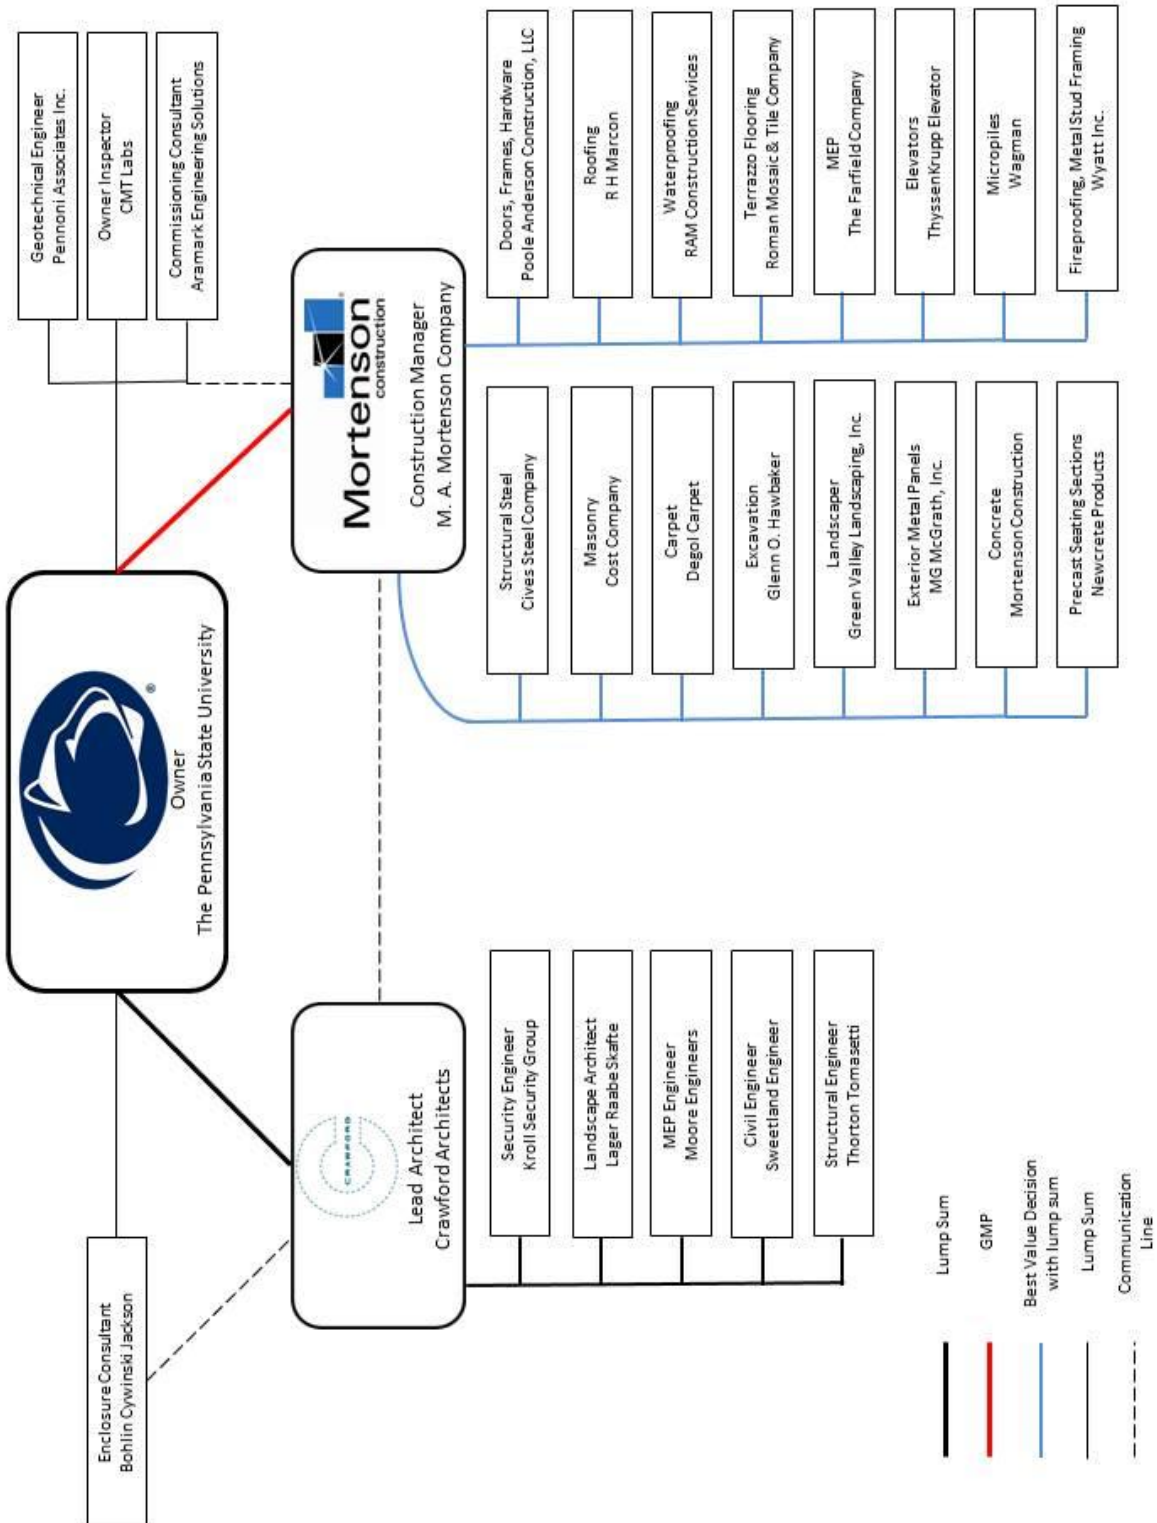 Owner
The Pennsylvania State University
®
Enclosure Consultant
Bohlin Cywinski Jackson
Geotechnical Engineer
Pennoni Associates Inc.
Owner Inspector
CMT Labs
Commissioning Consultant
Aramark Engineering Solutions
CRAWFORD
Lead Architect
Crawford Architects
Mortenson
construction
®
Construction Manager
M. A. Mortenson Company
Security Engineer
Kroll Security Group
Landscape Architect
Lager Raabe Skafte
MEP Engineer
Moore Engineers
Civil Engineer
Sweetland Engineer
Structural Engineer
Thorton Tomasetti
Structural Steel
Cives Steel Company
Masonry
Cost Company
Carpet
Degol Carpet
Excavation
Glenn O. Hawbaker
Landscaper
Green Valley Landscaping, Inc.
Exterior Metal Panels
MG McGrath, Inc.
Concrete
Mortenson Construction
Precast Seating Sections
Newcrete Products
Doors, Frames, Hardware
Poole Anderson Construction, LLC
Roofing
R H Marcon
Waterproofing
RAM Construction Services
Terrazzo Flooring
Roman Mosaic & Tile Company
MEP
The Farfield Company
Elevators
ThyssenKrupp Elevator
Micropiles
Wagman
Fireproofing, Metal Stud Framing
Wyatt Inc.
Lump Sum
GMP
Best Value Decision
with lump sum
Lump Sum
Communication
Line